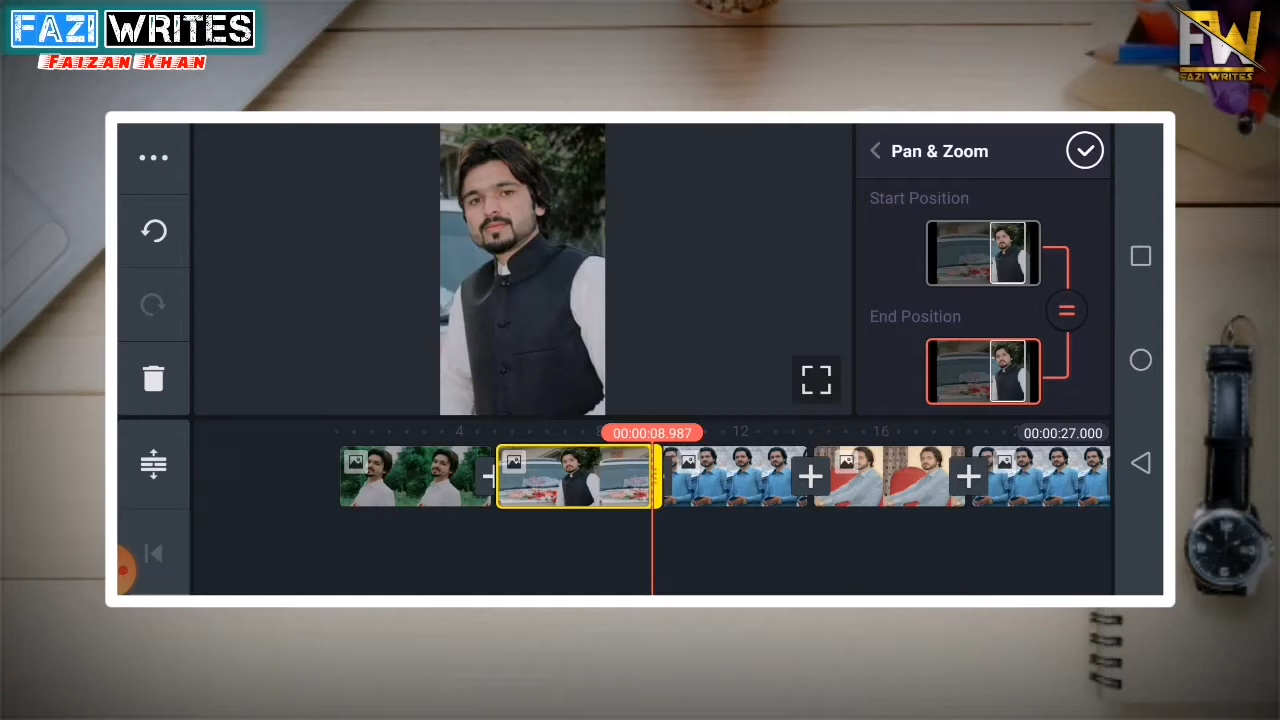 FAZI WRITES
FAIZAN KHAN
FW
FAZI WRITES
Pan & Zoom
Start Position
End Position
4
00:00:08.987
12
16
00:00:27.000